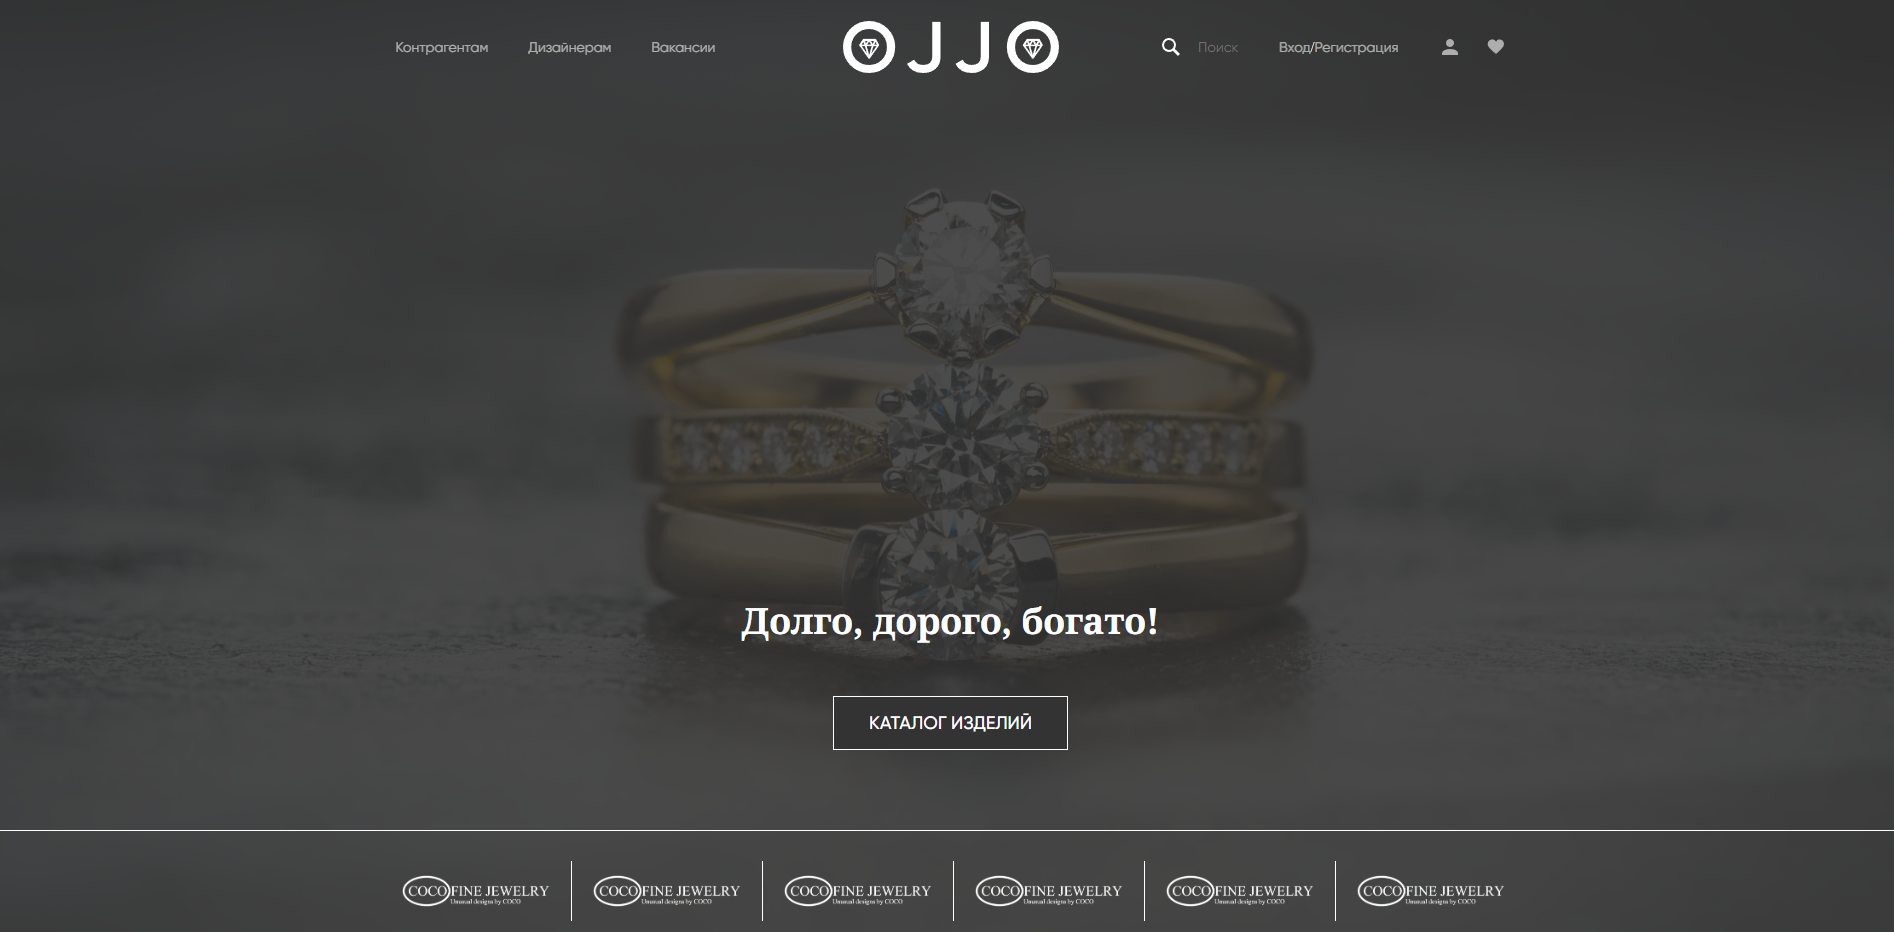 Контрагентам Дизайнерам Вакансии OJJO Поиск Вход/Регистрация
Долго, дорого, богато!
КАТАЛОГ ИЗДЕЛИЙ
COCO FINE JEWELRY COCO FINE JEWELRY COCO FINE JEWELRY COCO FINE JEWELRY COCO FINE JEWELRY COCO FINE JEWELRY
Unusual designs by COCO Unusual designs by COCO Unusual designs by COCO Unusual designs by COCO Unusual designs by COCO Unusual designs by COCO